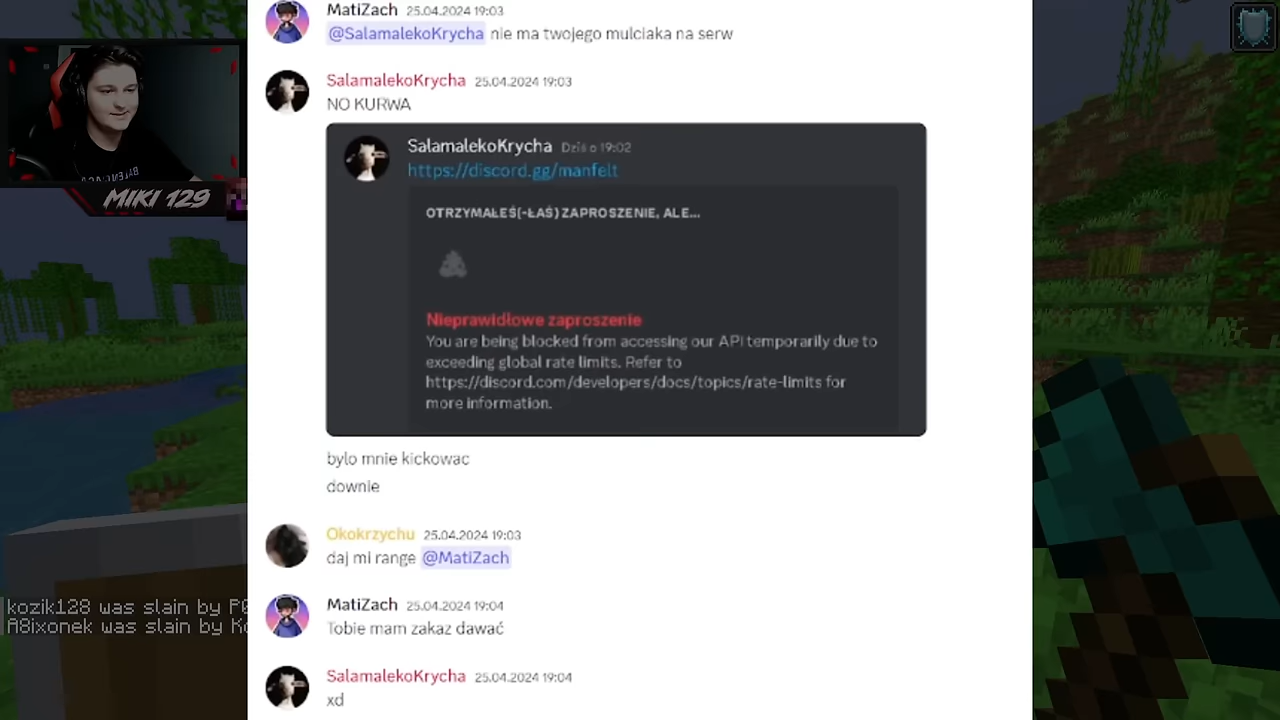 MatiZach 25.04.2024 19:03
@SalamalekoKrycha nie ma twojego mulciaka na serw
SalamalekoKrycha 25.04.2024 19:03
NO KURWA
SalamalekoKrycha Dziś o 19:02
https://discord.gg/manfelt
OTRZYMAŁEŚ(-ŁAŚ) ZAPROSZENIE, ALE...
Nieprawidłowe zaproszenie
You are being blocked from accessing our API temporarily due to
exceeding global rate limits. Refer to
https://discord.com/developers/docs/topics/rate-limits for
more information.
bylo mnie kickowac
downie
Okokrzychu 25.04.2024 19:03
daj mi range @MatiZach
MatiZach 25.04.2024 19:04
Tobie mam zakaz dawać
SalamalekoKrycha 25.04.2024 19:04
xd
MIKI 129
kozik128 was slain by
A8ixonek was slain by